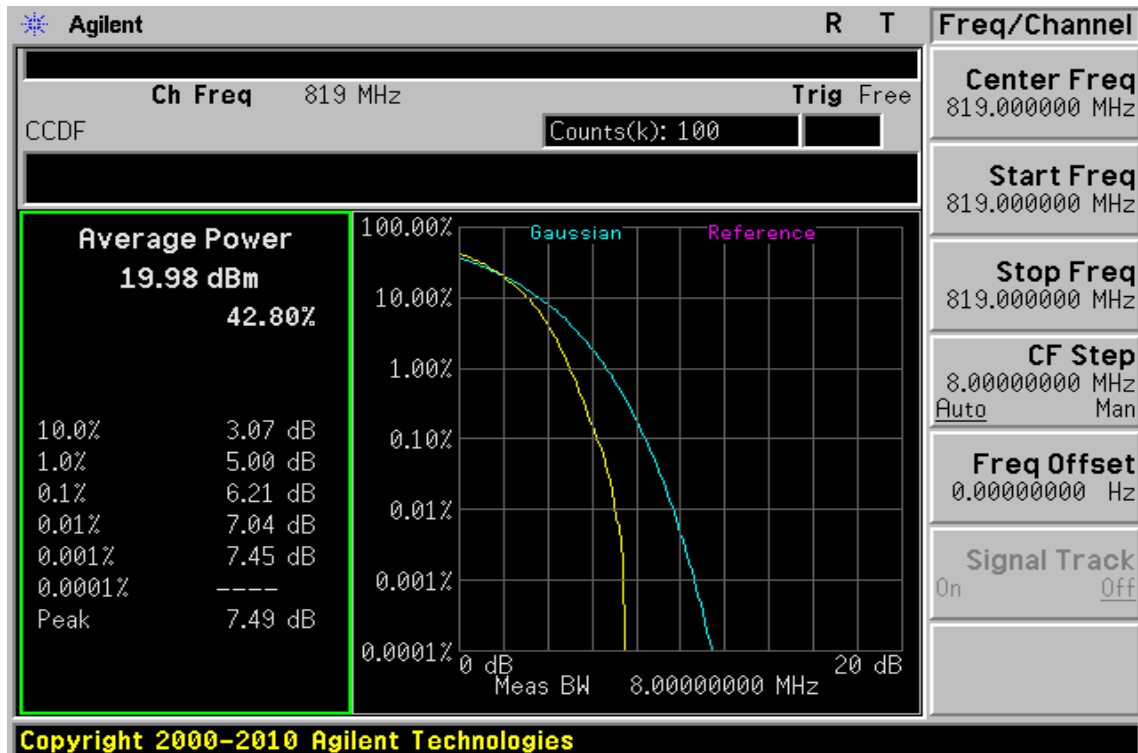 Agilent R T
Ch Freq 819 MHz Trig Free
CCDF Counts(k): 100
Average Power
19.98 dBm
42.80%
10.0% 3.07 dB
1.0% 5.00 dB
0.1% 6.21 dB
0.01% 7.04 dB
0.001% 7.45 dB
0.0001% ----
Peak 7.49 dB
Gaussian Reference
100.00%
10.00%
1.00%
0.10%
0.01%
0.001%
0.0001%
0 dB 20 dB
Meas BW 8.00000000 MHz
Freq/Channel
Center Freq
819.000000 MHz
Start Freq
819.000000 MHz
Stop Freq
819.000000 MHz
CF Step
8.00000000 MHz
Auto Man
Freq Offset
0.00000000 Hz
Signal Track
On Off
Copyright 2000-2010 Agilent Technologies